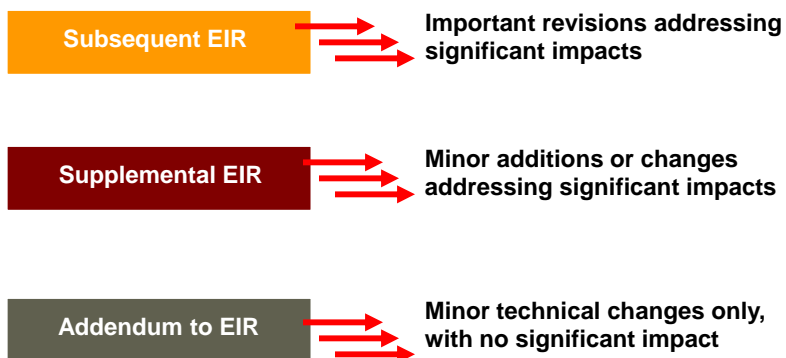 Subsequent EIR
Important revisions addressing
significant impacts
Supplemental EIR
Minor additions or changes
addressing significant impacts
Addendum to EIR
Minor technical changes only,
with no significant impact